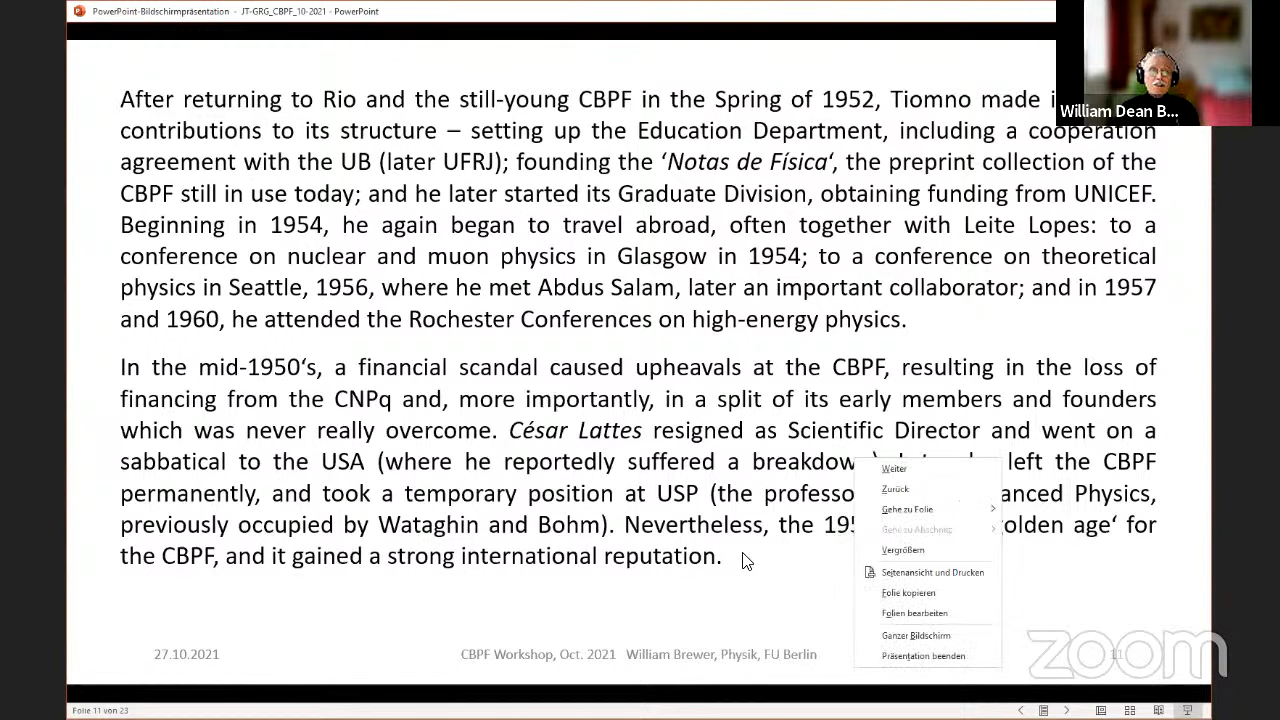 PowerPoint-Bildschirmpräsentation - JT-GRG_CBPF_10-2021 - PowerPoint
William Dean B...
After returning to Rio and the still-young CBPF in the Spring of 1952, Tiomno made
contributions to its structure – setting up the Education Department, including a cooperation
agreement with the UB (later UFRJ); founding the ‘Notas de Física‘, the preprint collection of the
CBPF still in use today; and he later started its Graduate Division, obtaining funding from UNICEF.
Beginning in 1954, he again began to travel abroad, often together with Leite Lopes: to a
conference on nuclear and muon physics in Glasgow in 1954; to a conference on theoretical
physics in Seattle, 1956, where he met Abdus Salam, later an important collaborator; and in 1957
and 1960, he attended the Rochester Conferences on high-energy physics.
In the mid-1950‘s, a financial scandal caused upheavals at the CBPF, resulting in the loss of
financing from the CNPq and, more importantly, in a split of its early members and founders
which was never really overcome. César Lattes resigned as Scientific Director and went on a
sabbatical to the USA (where he reportedly suffered a left the CBPF
permanently, and took a temporary position at USP (the Physics,
previously occupied by Wataghin and Bohm). Nevertheless, the age‘ for
the CBPF, and it gained a strong international reputation.
Weiter
Zurück
Gehe zu Folie
Gehe zu Abschnitt
Vergrößern
Seitenansicht und Drucken
Folie kopieren
Folien bearbeiten
Ganzer Bildschirm
Präsentation beenden
27.10.2021
CBPF Workshop, Oct. 2021 William Brewer, Physik, FU Berlin
11
zoom
Folie 11 von 23